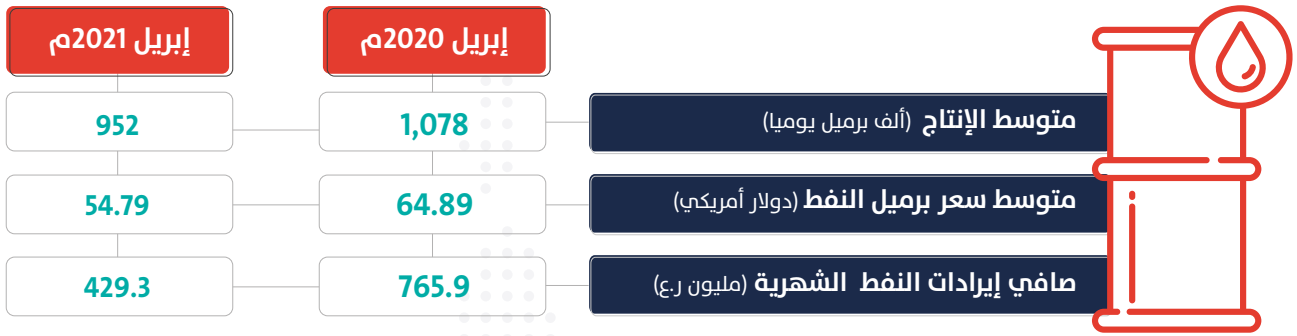 إبريل 2020م
إبريل 2021م
متوسط الإنتاج (ألف برميل يوميا)
1,078
952
متوسط سعر برميل النفط (دولار أمريكي)
64.89
54.79
صافي إيرادات النفط الشهرية (مليون ر.ع)
765.9
429.3